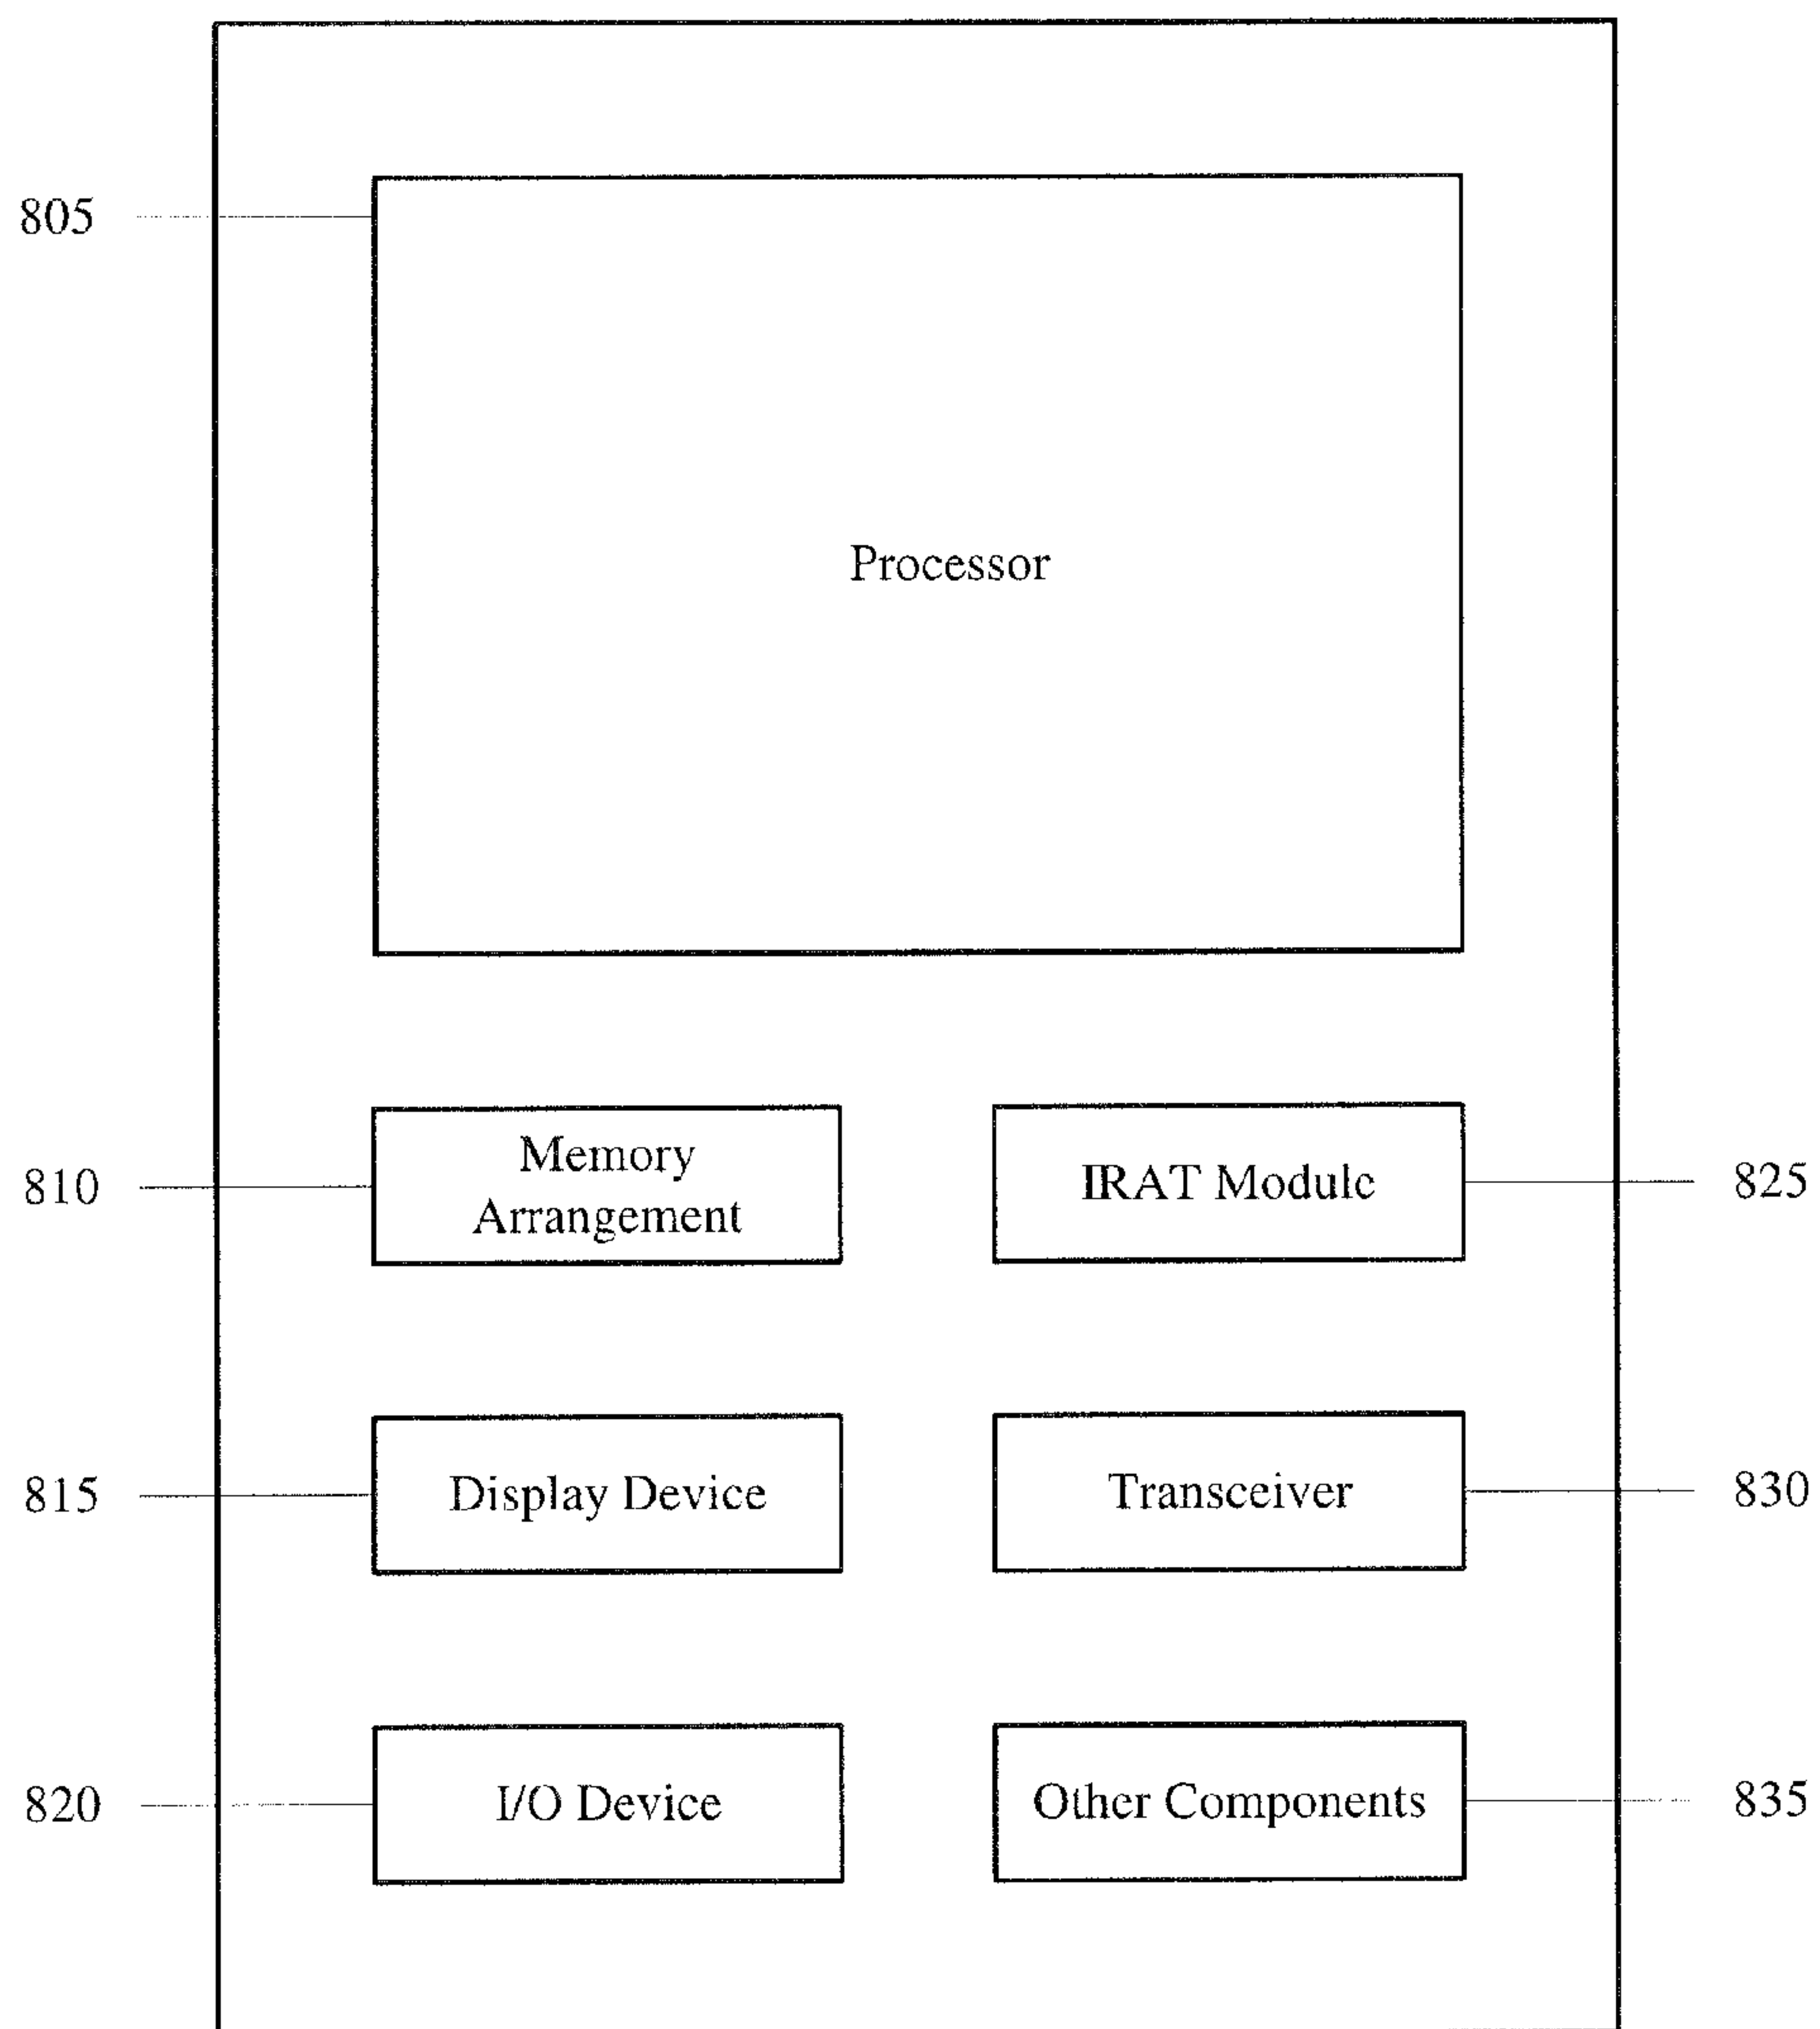 805
Processor
810
Memory
Arrangement
IRAT Module
825
815
Display Device
Transceiver
830
820
I/O Device
Other Components
835